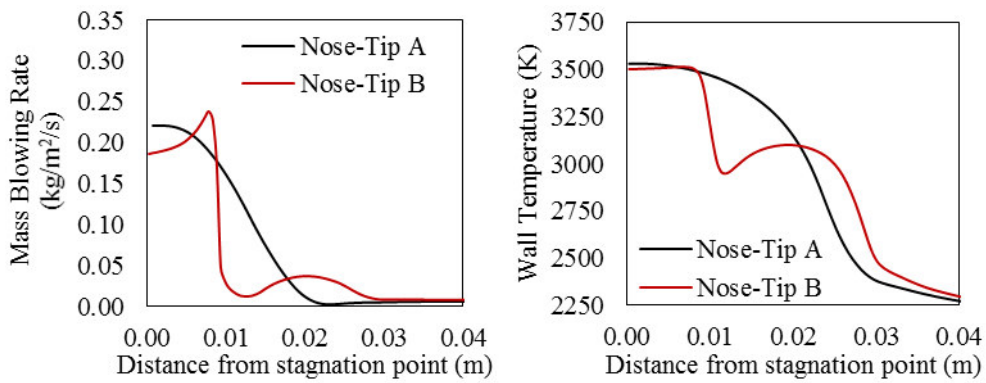 Mass Blowing Rate
(kg/m²/s)
0.35
0.30
0.25
0.20
0.15
0.10
0.05
0.00
Nose-Tip A
Nose-Tip B
0.00 0.01 0.02 0.03 0.04
Distance from stagnation point (m)
Wall Temperature (K)
3750
3500
3250
3000
2750
2500
2250
Nose-Tip A
Nose-Tip B
0.00 0.01 0.02 0.03 0.04
Distance from stagnation point (m)